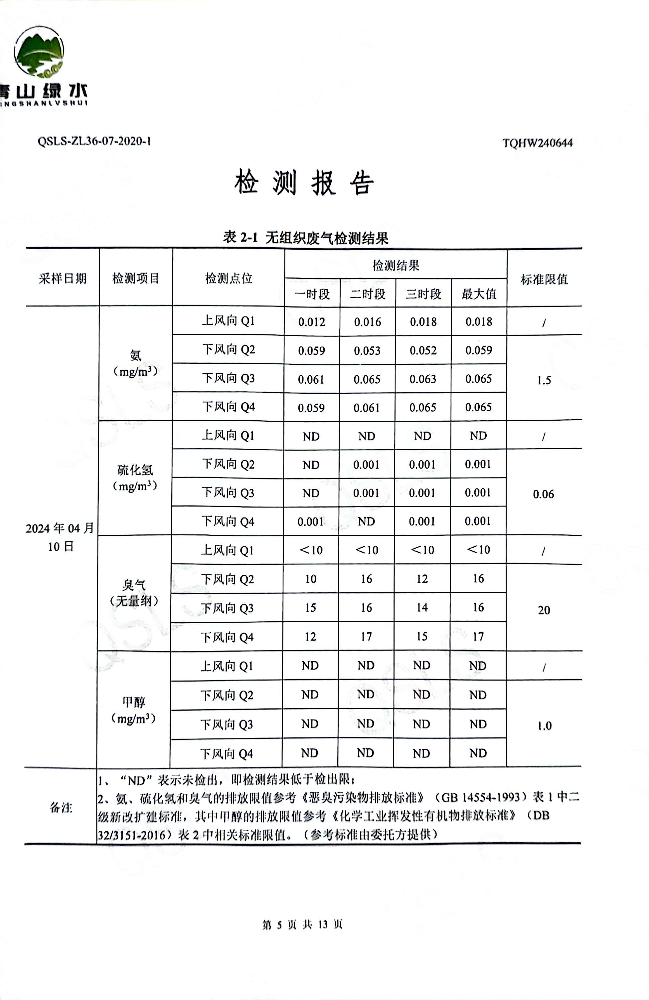 青山绿水
INGSHANLVSHUI
QSLS-ZL36-07-2020-1 TQHW240644
检测报告
表 2-1 无组织废气检测结果
采样日期 检测项目 检测点位 检测结果 标准限值
一时段 二时段 三时段 最大值
2024 年 04 月
10 日
氨
（mg/m³）
上风向 Q1 0.012 0.016 0.018 0.018 /
下风向 Q2 0.059 0.053 0.052 0.059 1.5
下风向 Q3 0.061 0.065 0.063 0.065
下风向 Q4 0.059 0.061 0.065 0.065
硫化氢
（mg/m³）
上风向 Q1 ND ND ND ND /
下风向 Q2 ND 0.001 0.001 0.001 0.06
下风向 Q3 ND 0.001 0.001 0.001
下风向 Q4 0.001 ND 0.001 0.001
臭气
（无量纲）
上风向 Q1 ＜10 ＜10 ＜10 ＜10 /
下风向 Q2 10 16 12 16 20
下风向 Q3 15 16 14 16
下风向 Q4 12 17 15 17
甲醇
（mg/m³）
上风向 Q1 ND ND ND ND /
下风向 Q2 ND ND ND ND 1.0
下风向 Q3 ND ND ND ND
下风向 Q4 ND ND ND ND
备注
1、“ND”表示未检出，即检测结果低于检出限；
2、氨、硫化氢和臭气的排放限值参考《恶臭污染物排放标准》（GB 14554-1993）表 1 中二
级新改扩建标准，其中甲醇的排放限值参考《化学工业挥发性有机物排放标准》（DB
32/3151-2016）表 2 中相关标准限值。（参考标准由委托方提供）
第 5 页 共 13 页